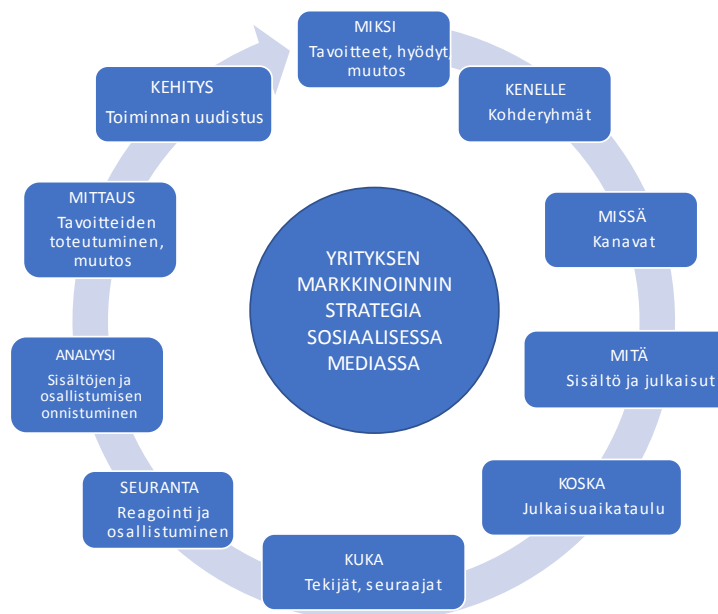 MIKSI
Tavoitteet, hyödyt,
muutos
KENELLE
Kohderyhmät
MISSÄ
Kanavat
MITÄ
Sisältö ja julkaisut
KOSKA
Julkaisuaikataulu
KUKA
Tekijät, seuraajat
SEURANTA
Reagointi ja
osallistuminen
ANALYYSI
Sisältöjen ja
osallistumisen
onnistuminen
MITTAUS
Tavoitteiden
toteutuminen,
muutos
KEHITYS
Toiminnan uudistus
YRITYKSEN
MARKKINOINNIN
STRATEGIA
SOSIAALISESSA
MEDIASSA